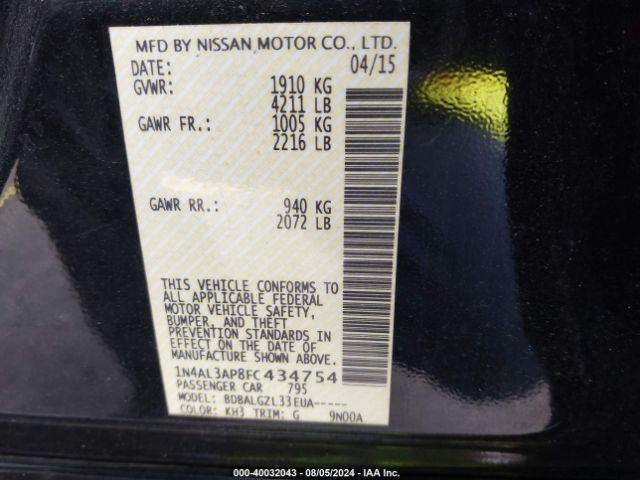 MFD BY NISSAN MOTOR CO., LTD.
DATE: 04/15
GVWR: 1910 KG
4211 LB
GAWR FR.: 1005 KG
2216 LB
GAWR RR.: 940 KG
2072 LB
THIS VEHICLE CONFORMS TO
ALL APPLICABLE FEDERAL
MOTOR VEHICLE SAFETY,
BUMPER, AND THEFT
PREVENTION STANDARDS IN
EFFECT ON THE DATE OF
MANUFACTURE SHOWN ABOVE.
1N4AL3AP8FC434754
PASSENGER CAR 795
MODEL: BDBALGZL33EUA-----
COLOR: KH3 TRIM: G 9N00A
000-40032043 - 08/05/2024 - IAA Inc.